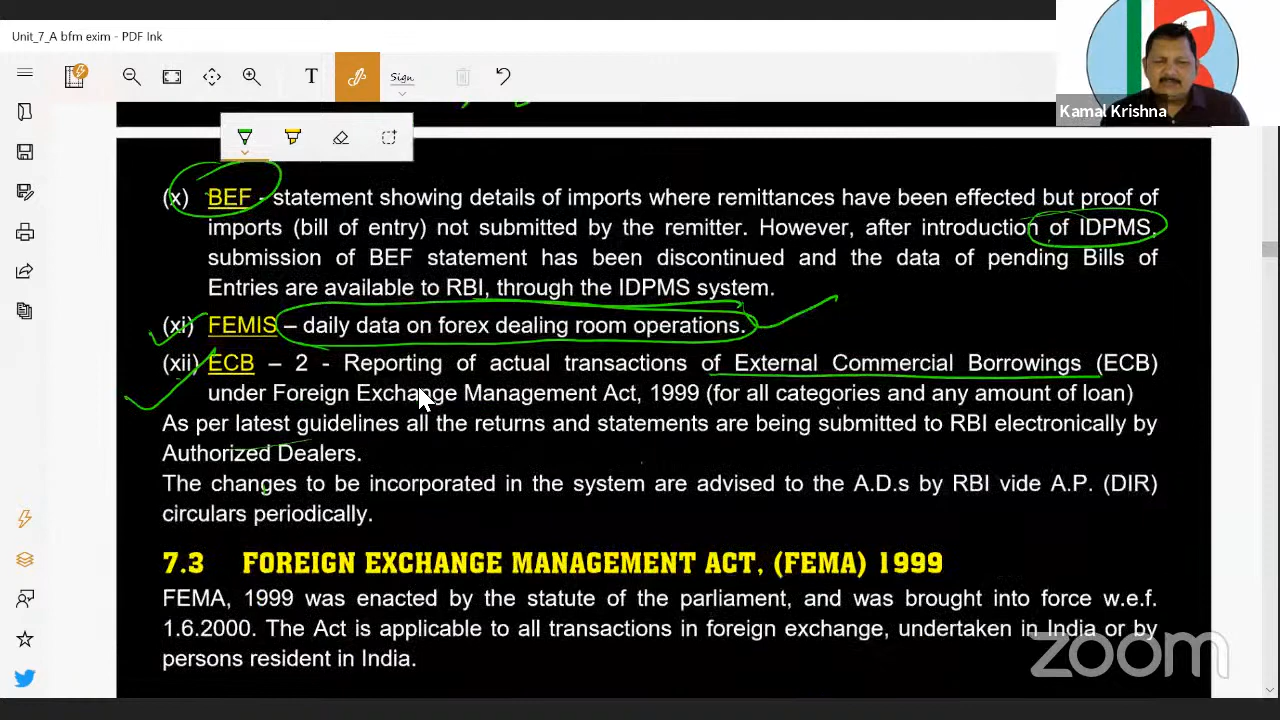 Unit_7_A bfm exim - PDF Ink
T
Sign
Kamal Krishna
(x) BEF - statement showing details of imports where remittances have been effected but proof of
imports (bill of entry) not submitted by the remitter. However, after introduction of IDPMS,
submission of BEF statement has been discontinued and the data of pending Bills of
Entries are available to RBI, through the IDPMS system.
(xi) FEMIS – daily data on forex dealing room operations.
(xii) ECB – 2 - Reporting of actual transactions of External Commercial Borrowings (ECB)
under Foreign Exchange Management Act, 1999 (for all categories and any amount of loan)
As per latest guidelines all the returns and statements are being submitted to RBI electronically by
Authorized Dealers.
The changes to be incorporated in the system are advised to the A.D.s by RBI vide A.P. (DIR)
circulars periodically.
7.3 FOREIGN EXCHANGE MANAGEMENT ACT, (FEMA) 1999
FEMA, 1999 was enacted by the statute of the parliament, and was brought into force w.e.f.
1.6.2000. The Act is applicable to all transactions in foreign exchange, undertaken in India or by
persons resident in India.
zoom